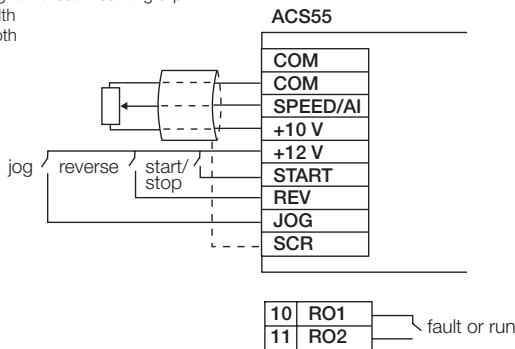 lth
ACS55
COM
COM
SPEED/AI
+10 V
+12 V
START
REV
JOG
SCR
jog
reverse
start/
stop
10 RO1
11 RO2
fault or run